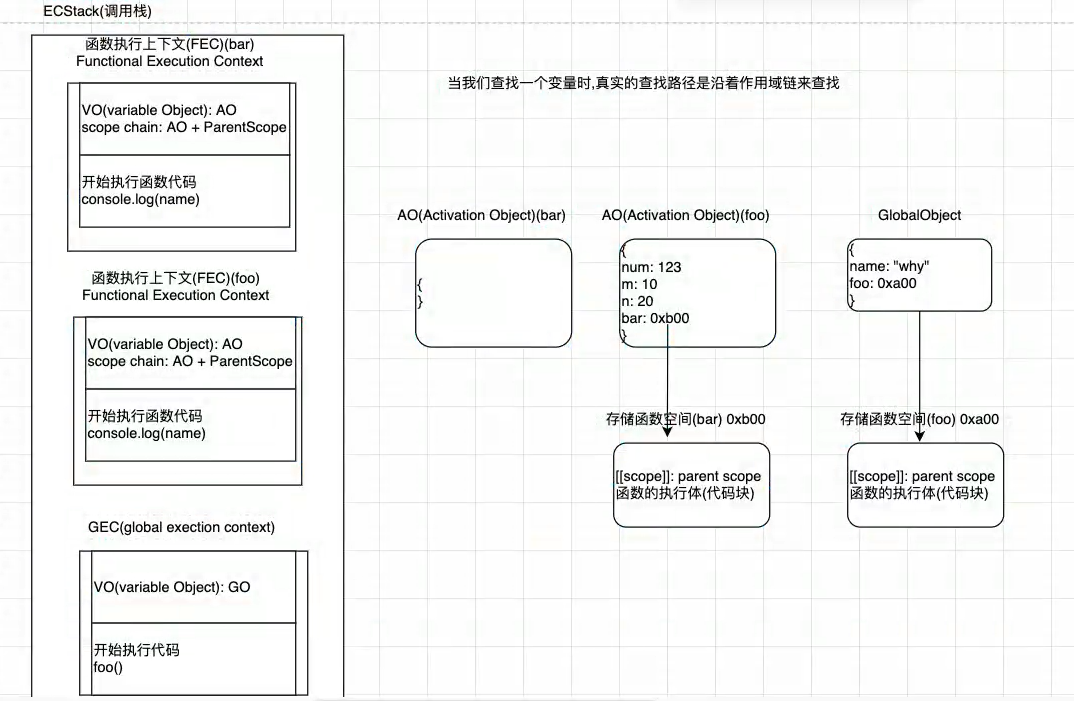 ECStack(调用栈)
函数执行上下文(FEC)(bar)
Functional Execution Context
VO(variable Object): AO
scope chain: AO + ParentScope
开始执行函数代码
console.log(name)
函数执行上下文(FEC)(foo)
Functional Execution Context
VO(variable Object): AO
scope chain: AO + ParentScope
开始执行函数代码
console.log(name)
GEC(global exection context)
VO(variable Object): GO
开始执行代码
foo()
当我们查找一个变量时,真实的查找路径是沿着作用域链来查找
AO(Activation Object)(bar)
{
}
AO(Activation Object)(foo)
{
num: 123
m: 10
n: 20
bar: 0xb00
}
GlobalObject
{
name: "why"
foo: 0xa00
}
存储函数空间(bar) 0xb00
[[scope]]: parent scope
函数的执行体(代码块)
存储函数空间(foo) 0xa00
[[scope]]: parent scope
函数的执行体(代码块)